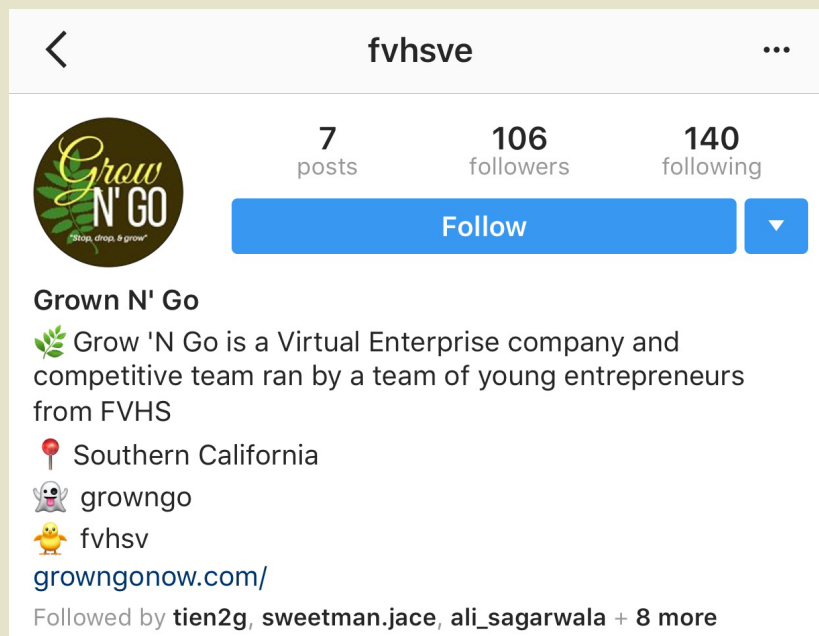 fvhsve
Grow
N' GO
"Stop, drop, & grow"
7 106 140
posts followers following
Follow
Grown N' Go
Grow 'N Go is a Virtual Enterprise company and
competitive team ran by a team of young entrepreneurs
from FVHS
Southern California
growngo
fvhsv
growngonow.com/
Followed by tien2g, sweetman.jace, ali_sagarwala + 8 more